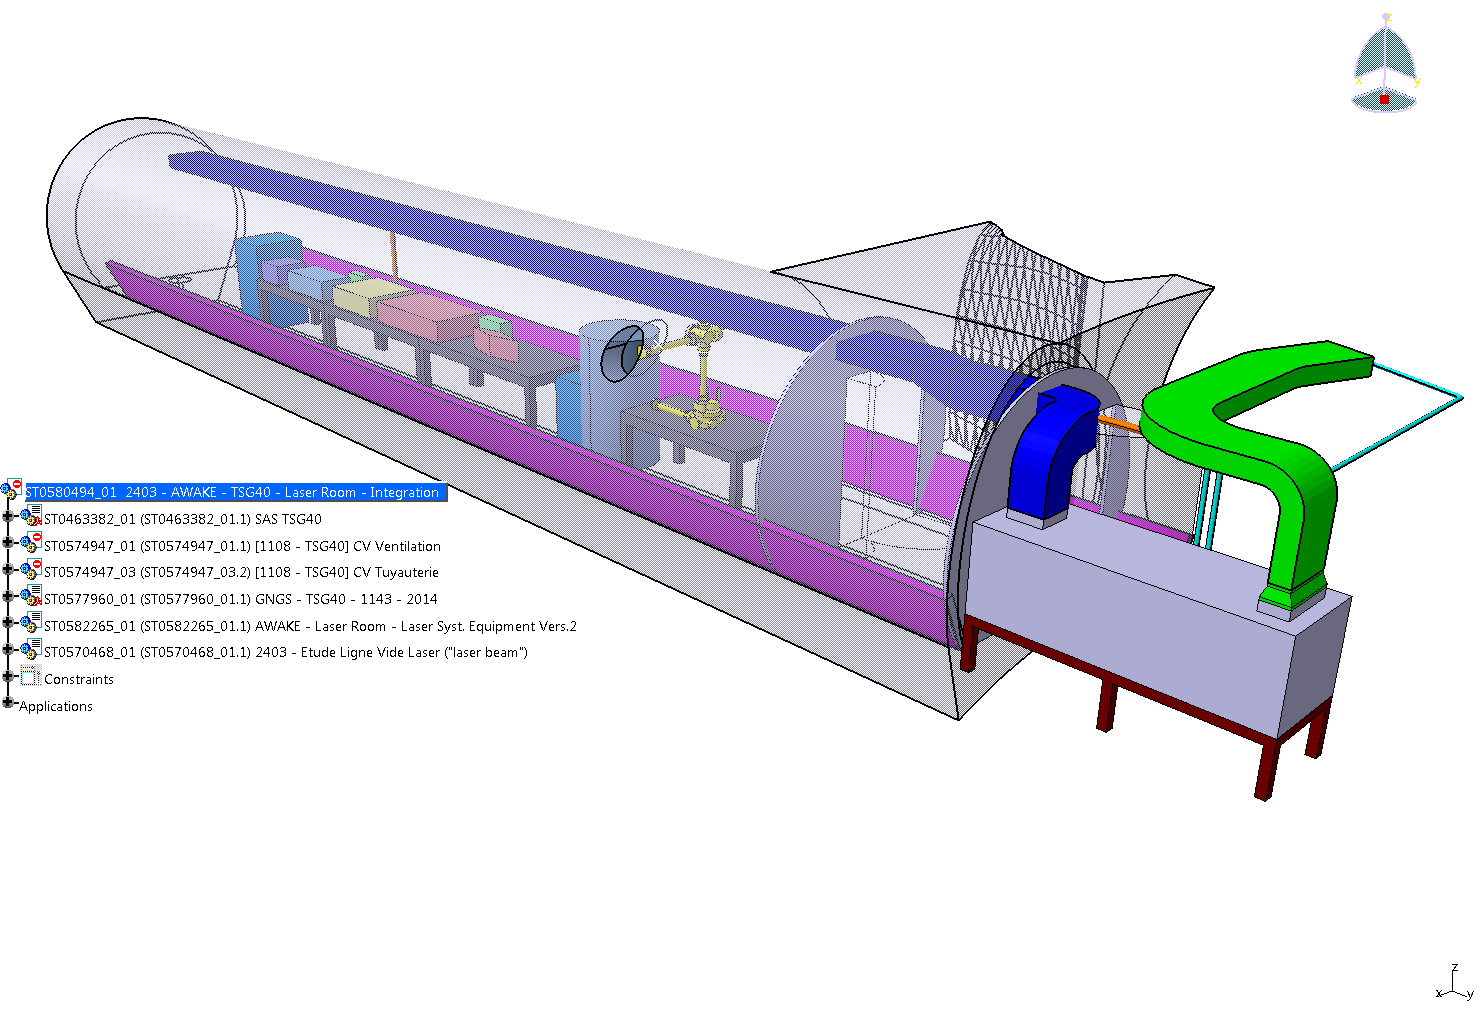 z
x
y
ST0580494_01 2403 - AWAKE - TSG40 - Laser Room - Integration
ST0463382_01 (ST0463382_01.1) SAS TSG40
ST0574947_01 (ST0574947_01.1) [1108 - TSG40] CV Ventilation
ST0574947_03 (ST0574947_03.2) [1108 - TSG40] CV Tuyauterie
ST0577960_01 (ST0577960_01.1) GNGS - TSG40 - 1143 - 2014
ST0582265_01 (ST0582265_01.1) AWAKE - Laser Room - Laser Syst. Equipment Vers.2
ST0570468_01 (ST0570468_01.1) 2403 - Etude Ligne Vide Laser ("laser beam")
Constraints
Applications
z
x
y